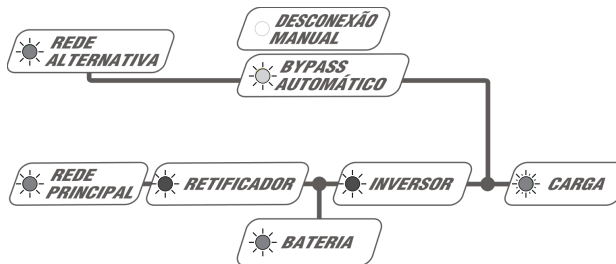 DESCONEXÃO
MANUAL
REDE
ALTERNATIVA
BYPASS
AUTOMÁTICO
REDE
PRINCIPAL
RETIFICADOR
INVERSOR
CARGA
BATERIA